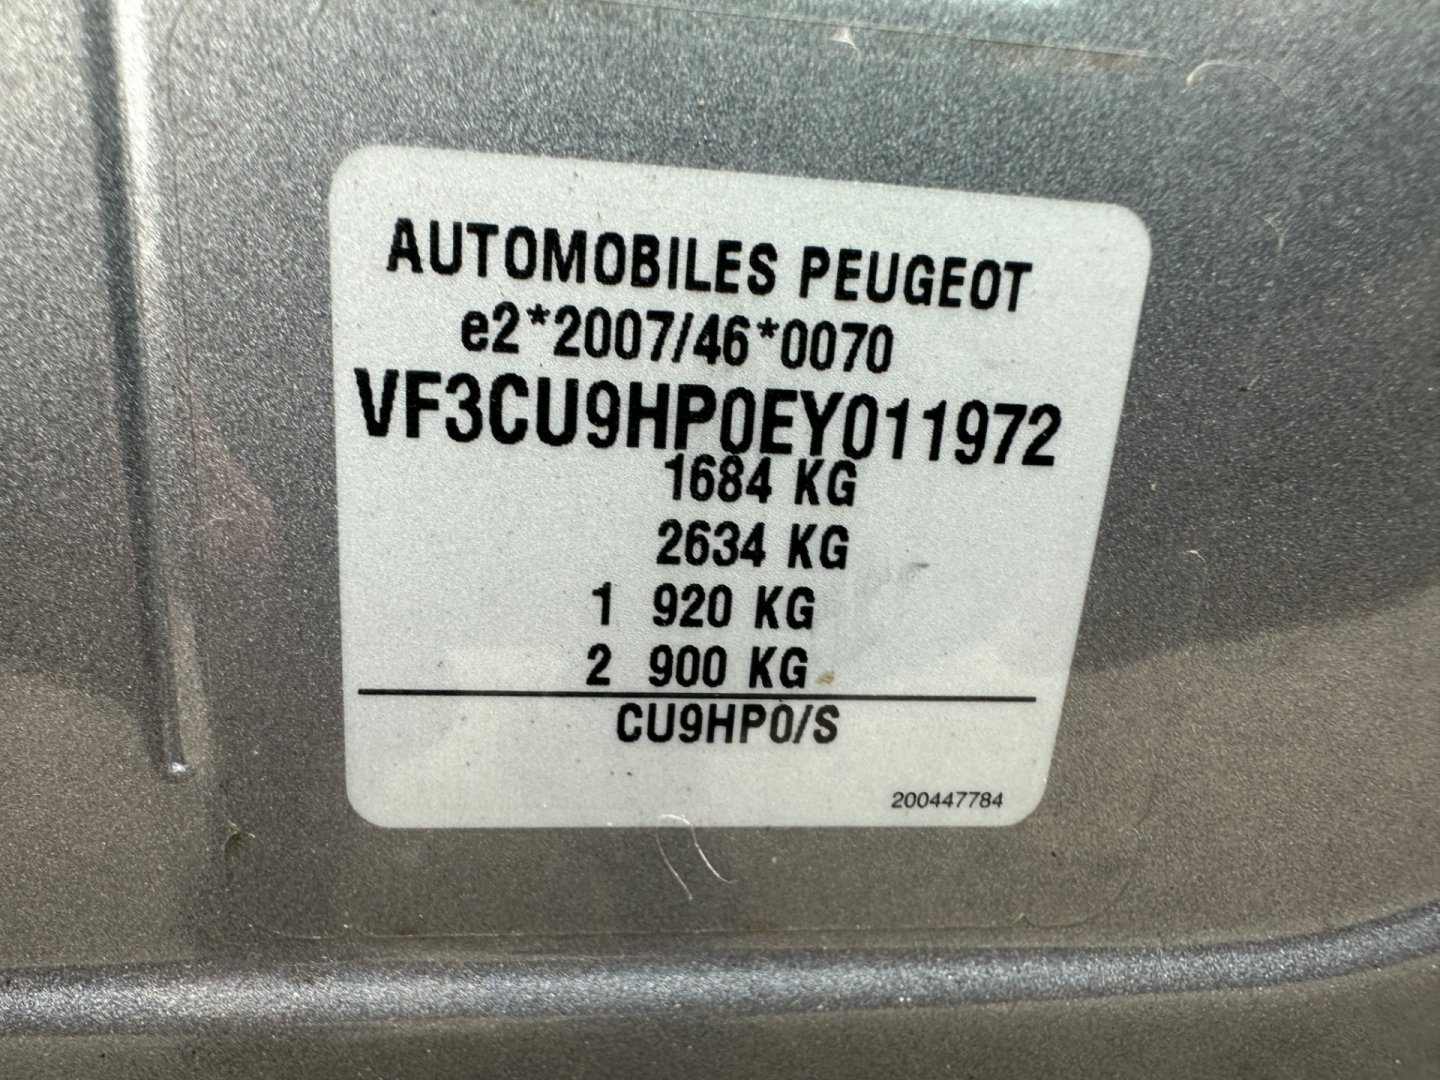 AUTOMOBILES PEUGEOT
e2*2007/46*0070
VF3CU9HP0EY011972
1684 KG
2634 KG
1 920 KG
2 900 KG
CU9HP0/S
200447784